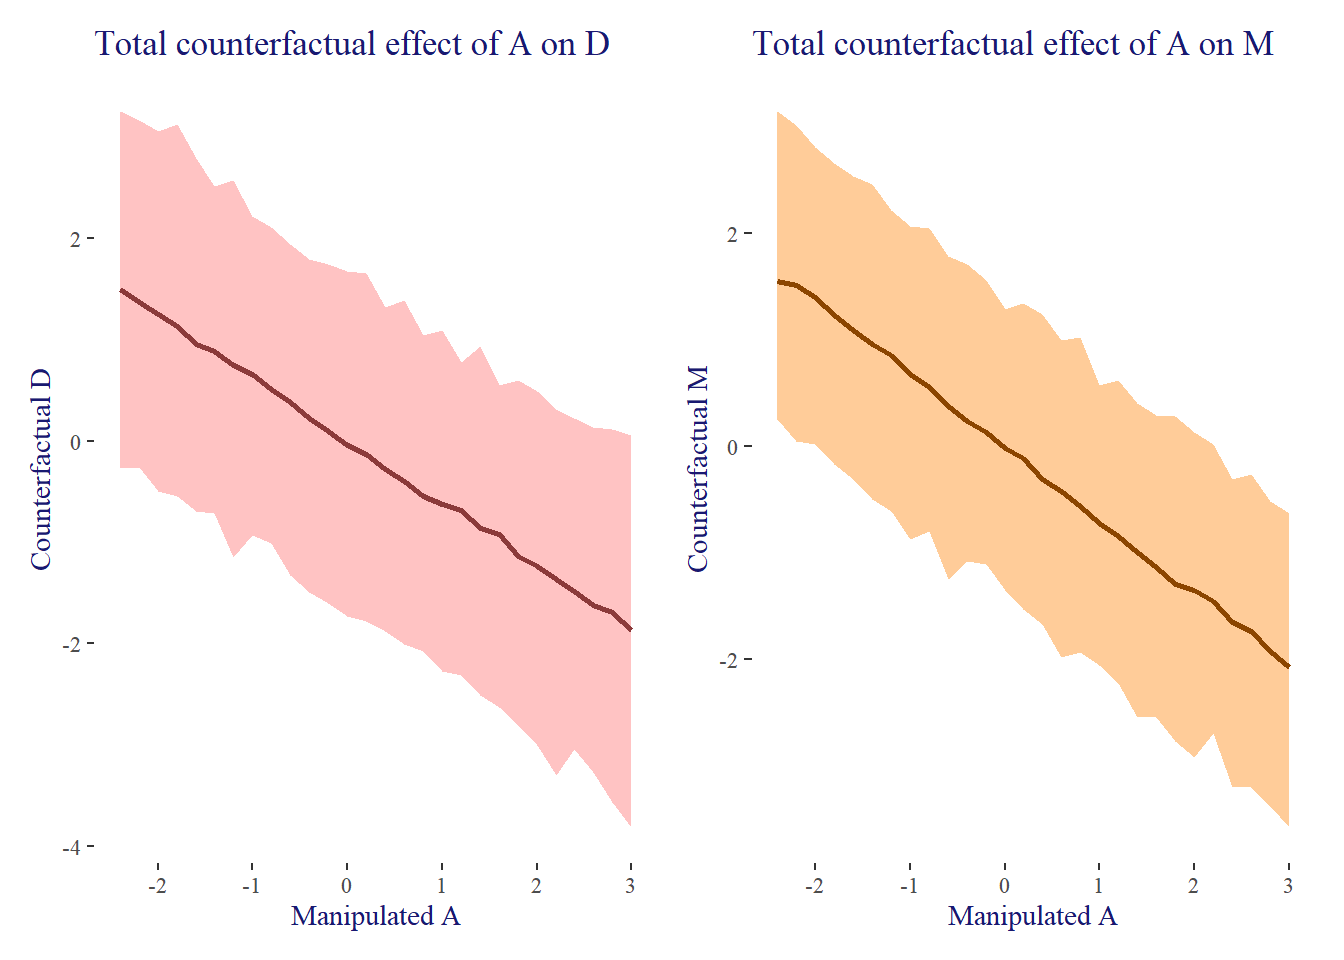 Total counterfactual effect of A on D
Counterfactual D
2
0
-2
-4
-2 -1 0 1 2 3
Manipulated A
Total counterfactual effect of A on M
Counterfactual M
2
0
-2
-2 -1 0 1 2 3
Manipulated A